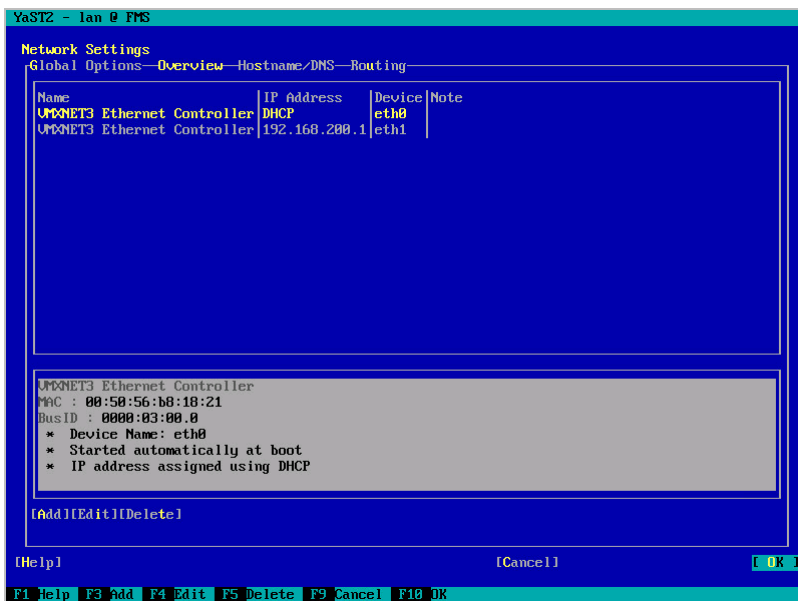 YaST2 - lan @ FMS
Network Settings
Global Options—Overview—Hostname/DNS—Routing
Name |IP Address |Device|Note
VMXNET3 Ethernet Controller|DHCP |eth0
VMXNET3 Ethernet Controller|192.168.200.1|eth1
VMXNET3 Ethernet Controller
MAC : 00:50:56:b8:18:21
BusID : 0000:03:00.0
* Device Name: eth0
* Started automatically at boot
* IP address assigned using DHCP
[Add][Edit][Delete]
[Help] [Cancel] [ OK ]
F1 Help F3 Add F4 Edit F5 Delete F9 Cancel F10 OK